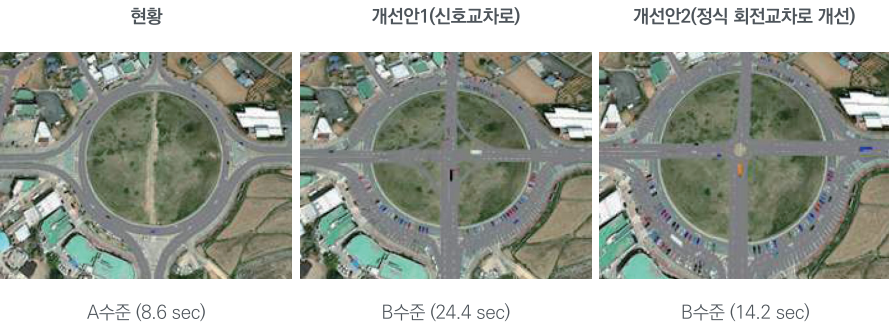 현황
개선안1(신호교차로)
개선안2(정식 회전교차로 개선)
A수준 (8.6 sec)
B수준 (24.4 sec)
B수준 (14.2 sec)